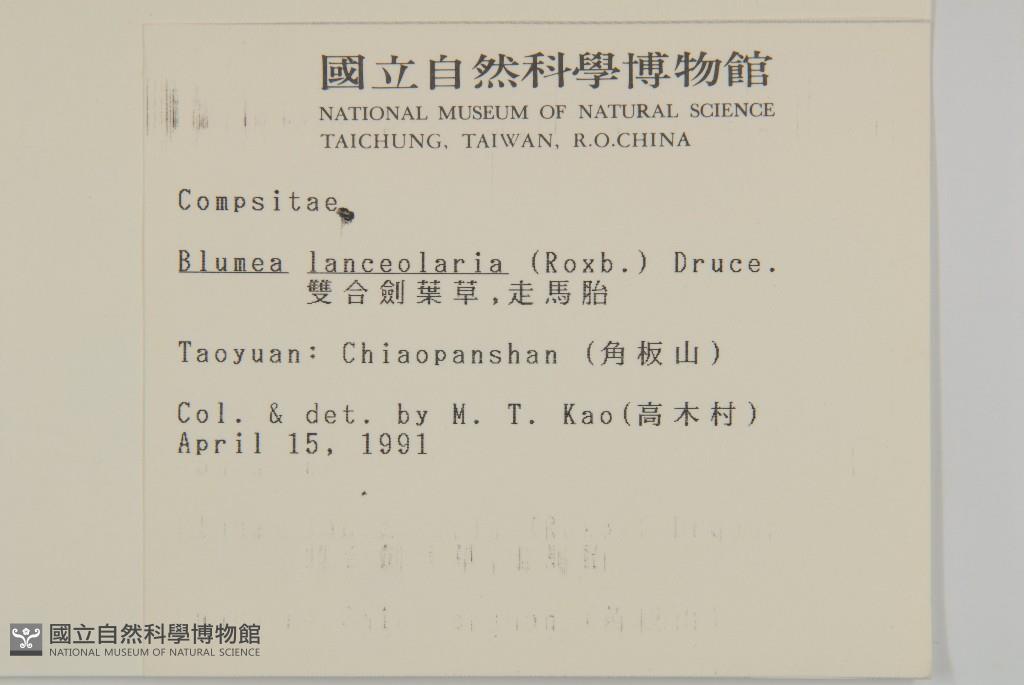 國立自然科學博物館
NATIONAL MUSEUM OF NATURAL SCIENCE
TAICHUNG, TAIWAN, R.O.CHINA
Compsitae
Blumea lanceolaria (Roxb.) Druce.
雙合劍葉草,走馬胎
Taoyuan: Chiaopanshan (角板山)
Col. & det. by M. T. Kao(高木村)
April 15, 1991
國立自然科學博物館
NATIONAL MUSEUM OF NATURAL SCIENCE